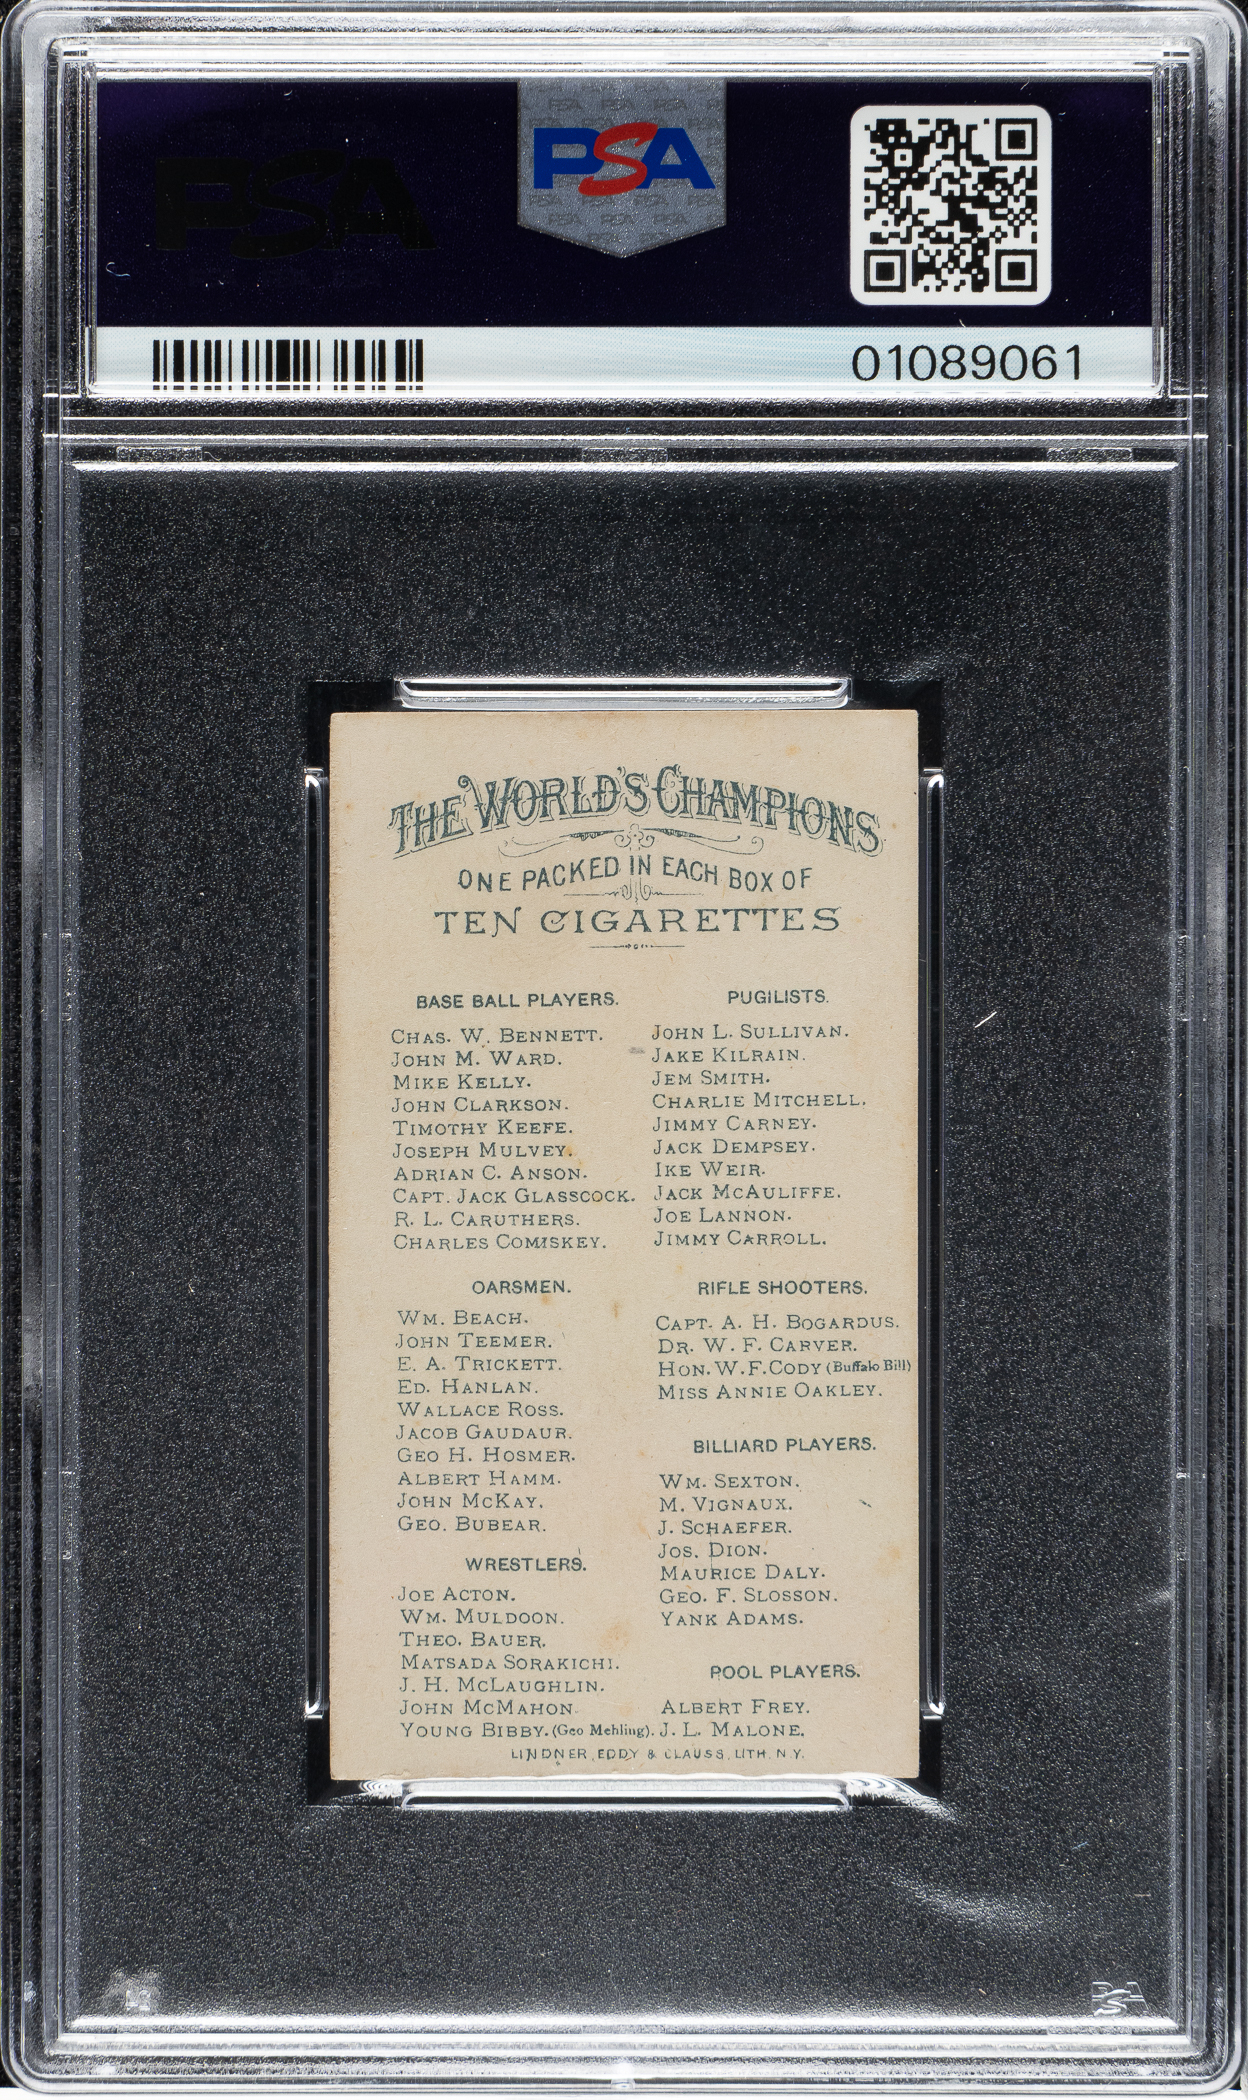 PSA
PSA
01089061
THE WORLD'S CHAMPIONS
ONE PACKED IN EACH BOX OF
TEN CIGARETTES
BASE BALL PLAYERS.
CHAS. W. BENNETT.
JOHN M. WARD.
MIKE KELLY.
JOHN CLARKSON.
TIMOTHY KEEFE.
JOSEPH MULVEY.
ADRIAN C. ANSON.
CAPT. JACK GLASSCOCK.
R. L. CARUTHERS.
CHARLES COMISKEY.
OARSMEN.
WM. BEACH.
JOHN TEEMER.
E. A. TRICKETT.
ED. HANLAN.
WALLACE ROSS.
JACOB GAUDAUR.
GEO H. HOSMER.
ALBERT HAMM.
JOHN MCKAY.
GEO. BUBEAR.
WRESTLERS.
JOE ACTON.
WM. MULDOON.
THEO. BAUER.
MATSADA SORAKICHI.
J. H. MCLAUGHLIN.
JOHN MCMAHON.
YOUNG BIBBY. (Geo Mehling).
PUGILISTS.
JOHN L. SULLIVAN.
JAKE KILRAIN.
JEM SMITH.
CHARLIE MITCHELL.
JIMMY CARNEY.
JACK DEMPSEY.
IKE WEIR.
JACK MCAULIFFE.
JOE LANNON.
JIMMY CARROLL.
RIFLE SHOOTERS.
CAPT. A. H. BOGARDUS.
DR. W. F. CARVER.
HON. W. F. CODY (Buffalo Bill)
MISS ANNIE OAKLEY.
BILLIARD PLAYERS.
WM. SEXTON.
M. VIGNAUX.
J. SCHAEFER.
JOS. DION.
MAURICE DALY.
GEO. F. SLOSSON.
YANK ADAMS.
POOL PLAYERS.
ALBERT FREY.
J. L. MALONE.
LINDNER, EDDY & CLAUSS, LITH. N.Y.
PSA